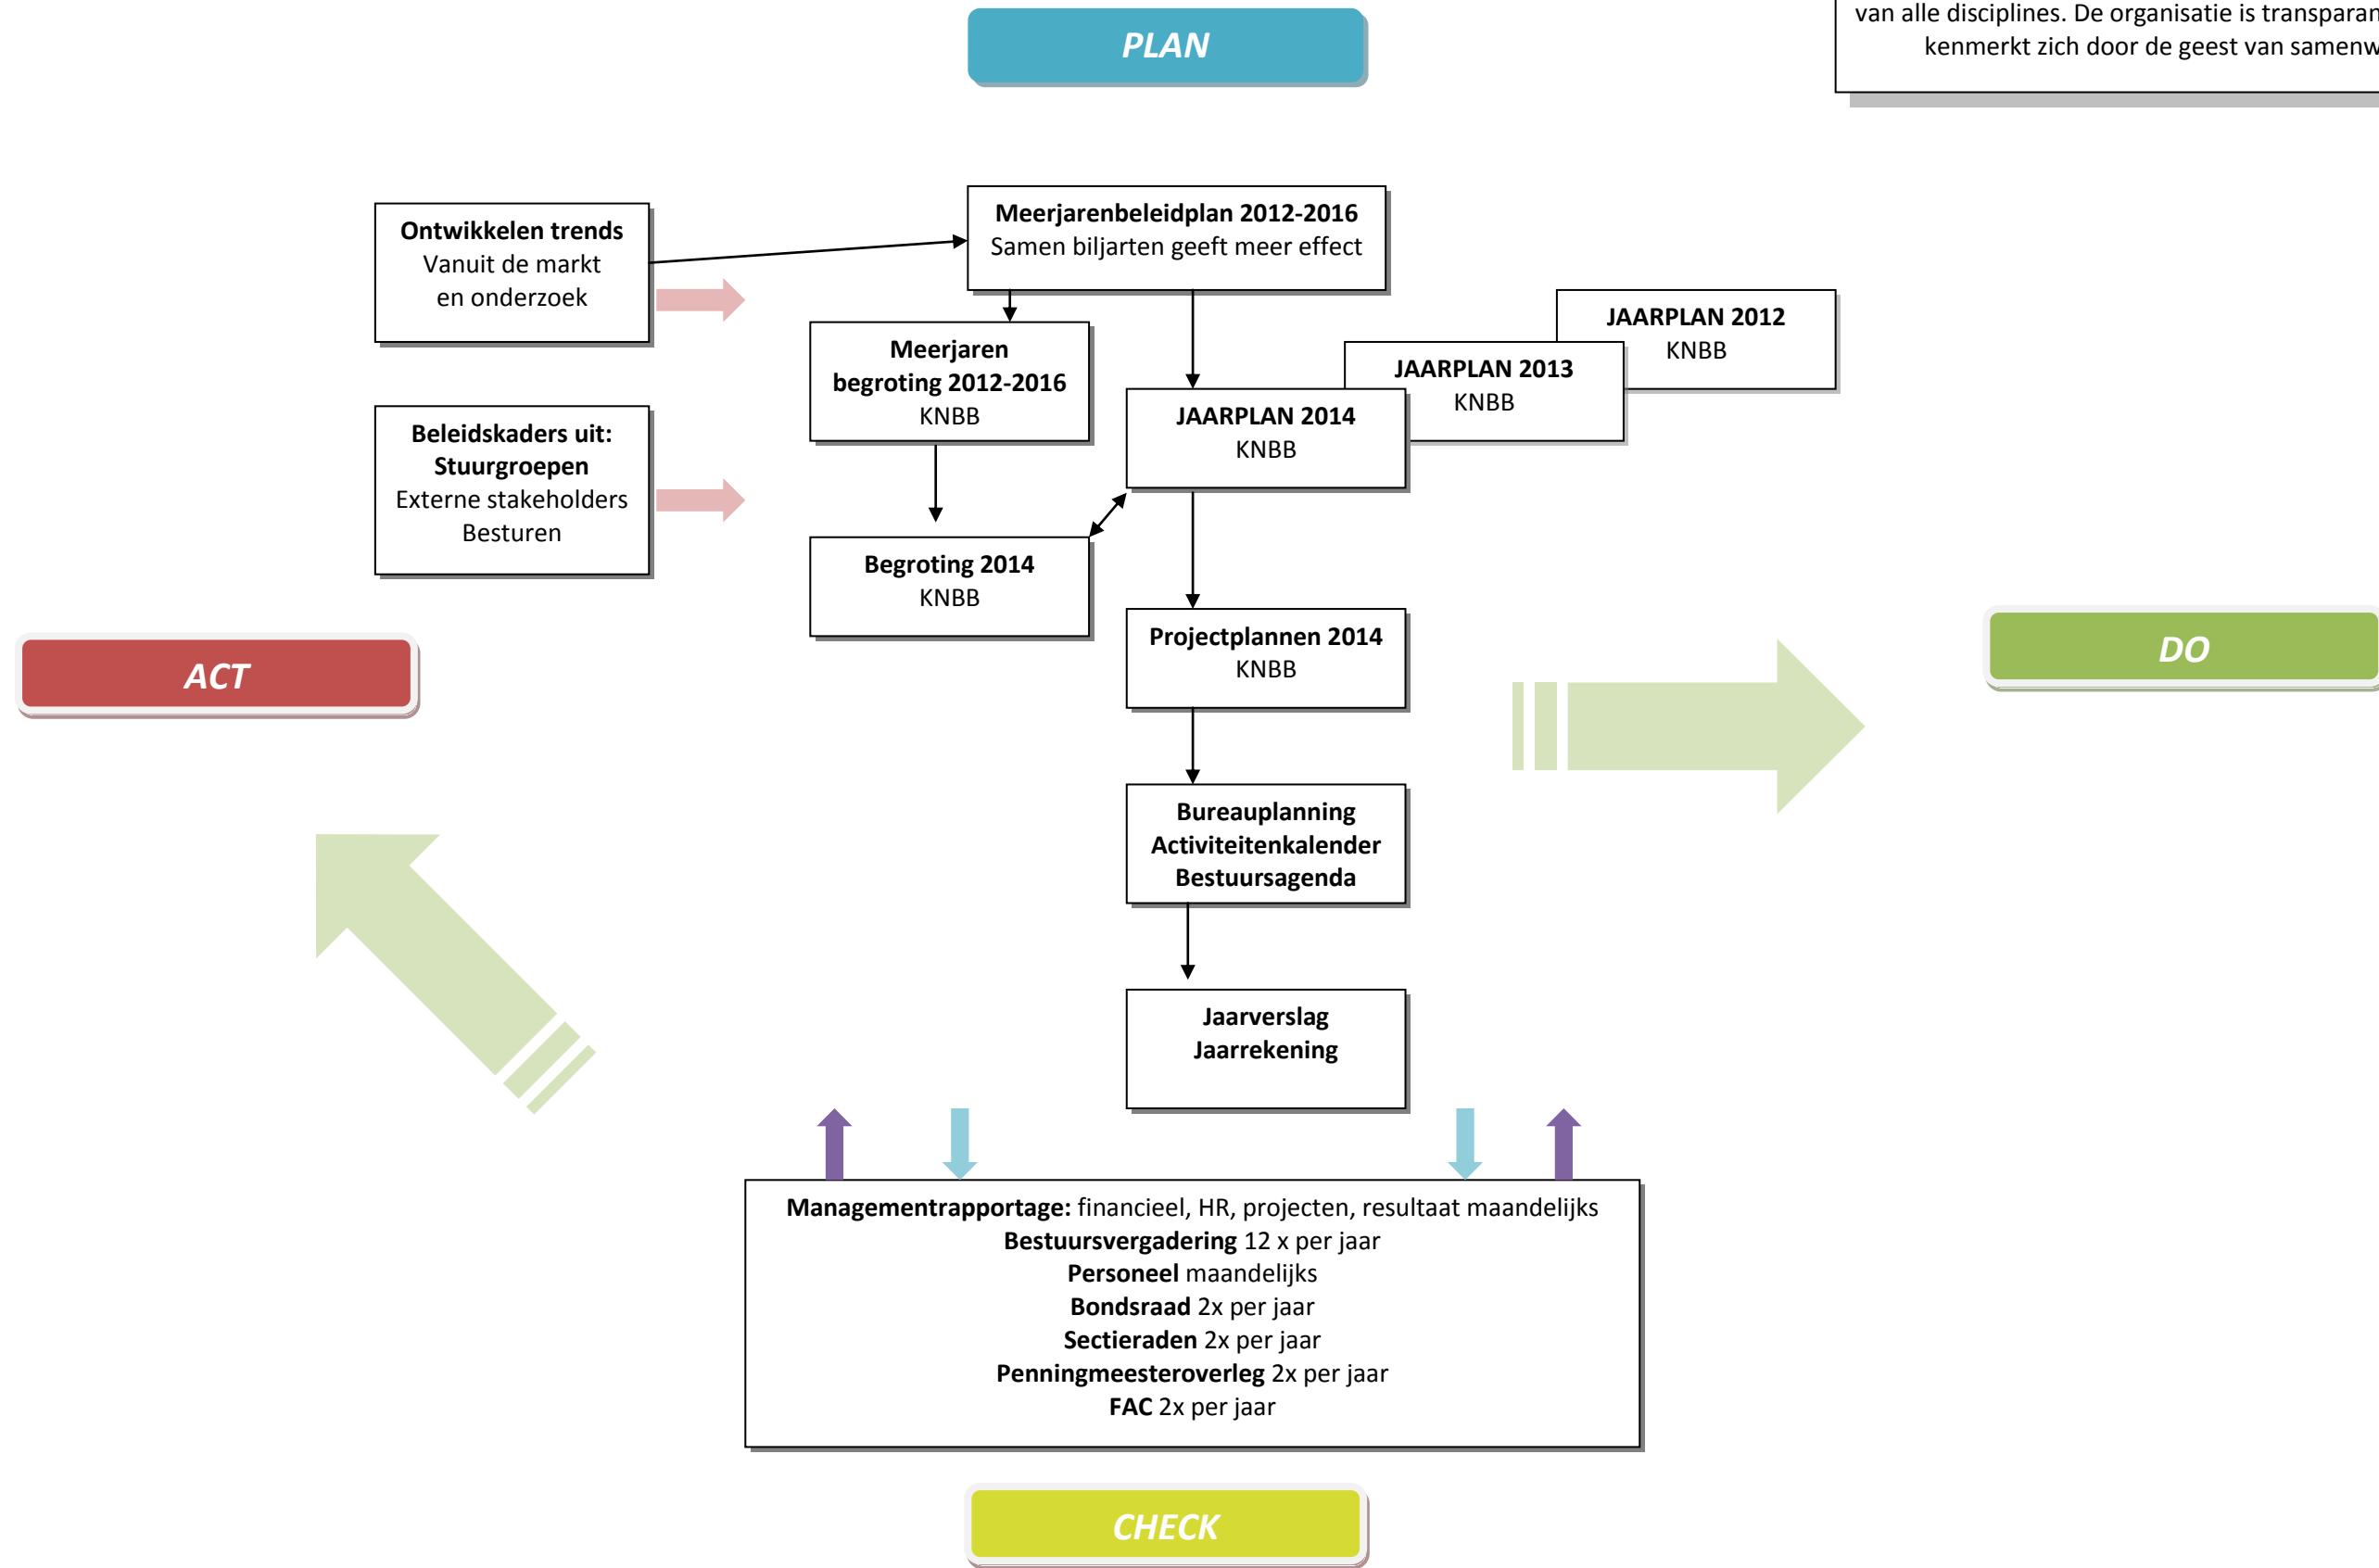 van alle disciplines. De organisatie is
kenmerkt zich door de geest van
PLAN
Ontwikkelen trends
Vanuit de markt
en onderzoek
Meerjarenbeleidplan 2012-2016
Samen biljarten geeft meer effect
JAARPLAN 2012
KNBB
Meerjaren
begroting 2012-2016
KNBB
JAARPLAN 2013
KNBB
JAARPLAN 2014
KNBB
Beleidskaders uit:
Stuurgroepen
Externe stakeholders
Besturen
Begroting 2014
KNBB
Projectplannen 2014
KNBB
ACT
DO
Bureauplanning
Activiteitenkalender
Bestuursagenda
Jaarverslag
Jaarrekening
Managementrapportage: financieel, HR, projecten, resultaat maandelijks
Bestuursvergadering 12 x per jaar
Personeel maandelijks
Bondsraad 2x per jaar
Sectieraden 2x per jaar
Penningmeesteroverleg 2x per jaar
FAC 2x per jaar
CHECK